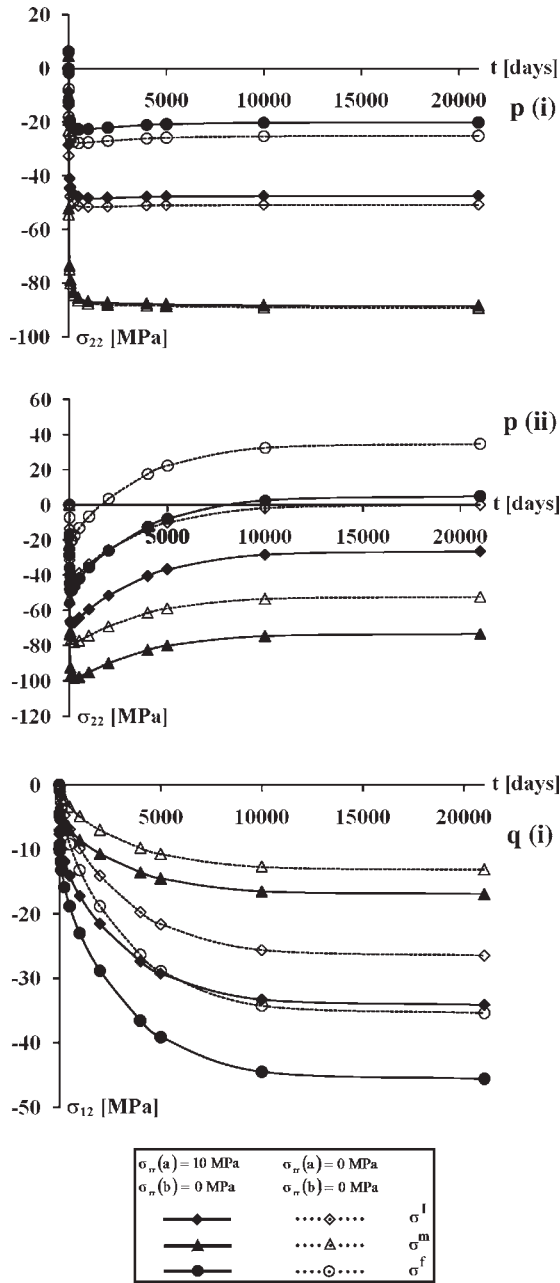 20
0
-20
-40
-60
-80
-100
5000 10000 15000 20000
t [days]
p (i)
σ22 [MPa]
60
40
20
0
-20
-40
-60
-80
-100
-120
5000 10000 15000 20000
t [days]
p (ii)
σ22 [MPa]
0
-10
-20
-30
-40
-50
5000 10000 15000 20000
t [days]
q (i)
σ12 [MPa]
σrr(a) = 10 MPa σrr(a) = 0 MPa
σrr(b) = 0 MPa σrr(b) = 0 MPa
σI
σm
σf